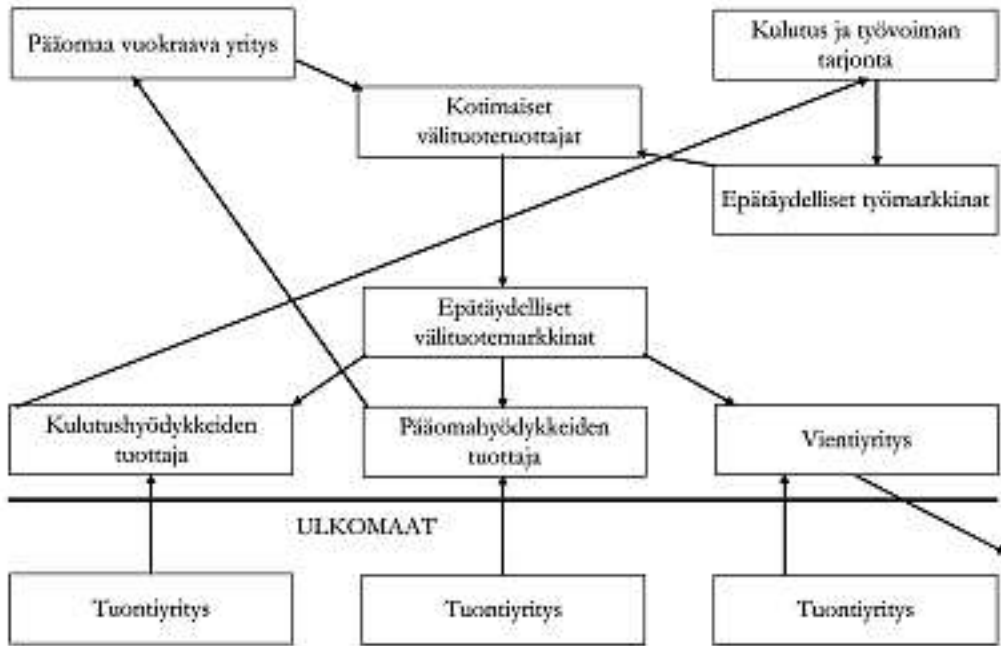 Pääomaa vuokraava yritys
Kulutus ja työvoiman
tarjonta
Kotimaiset
välituotetuottajat
Epätäydelliset työmarkkinat
Epätäydelliset
välituotemarkkinat
Kulutushyödykkeiden
tuottaja
Pääomahyödykkeiden
tuottaja
Vientiyritys
ULKOMAAT
Tuontiyritys
Tuontiyritys
Tuontiyritys